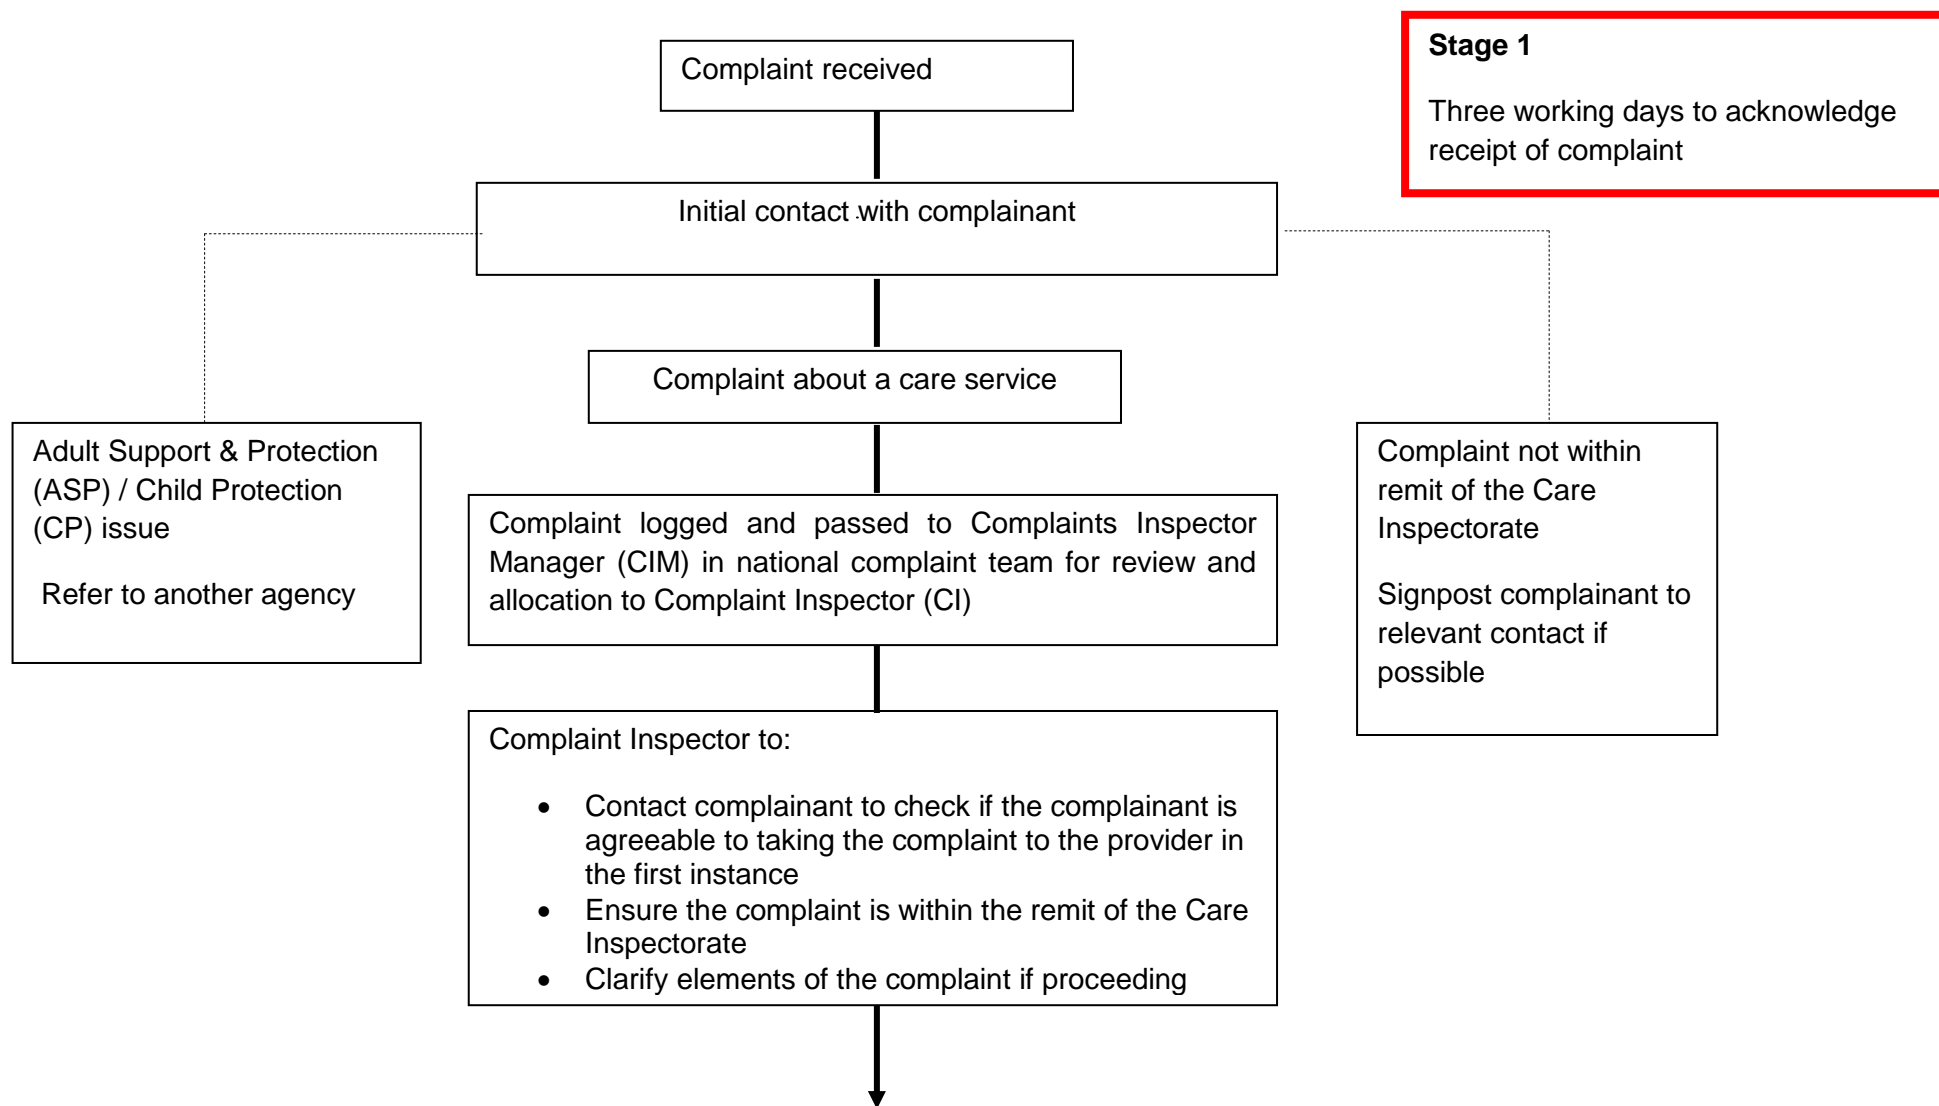 Complaint received
Stage 1
Three working days to acknowledge
receipt of complaint
Initial contact with complainant
Complaint about a care service
Adult Support & Protection
(ASP) / Child Protection
(CP) issue
Refer to another agency
Complaint logged and passed to Complaints Inspector
Manager (CIM) in national complaint team for review and
allocation to Complaint Inspector (CI)
Complaint not within
remit of the Care
Inspectorate
Signpost complainant to
relevant contact if
possible
Complaint Inspector to:
• Contact complainant to check if the complainant is
agreeable to taking the complaint to the provider in
the first instance
• Ensure the complaint is within the remit of the Care
Inspectorate
• Clarify elements of the complaint if proceeding